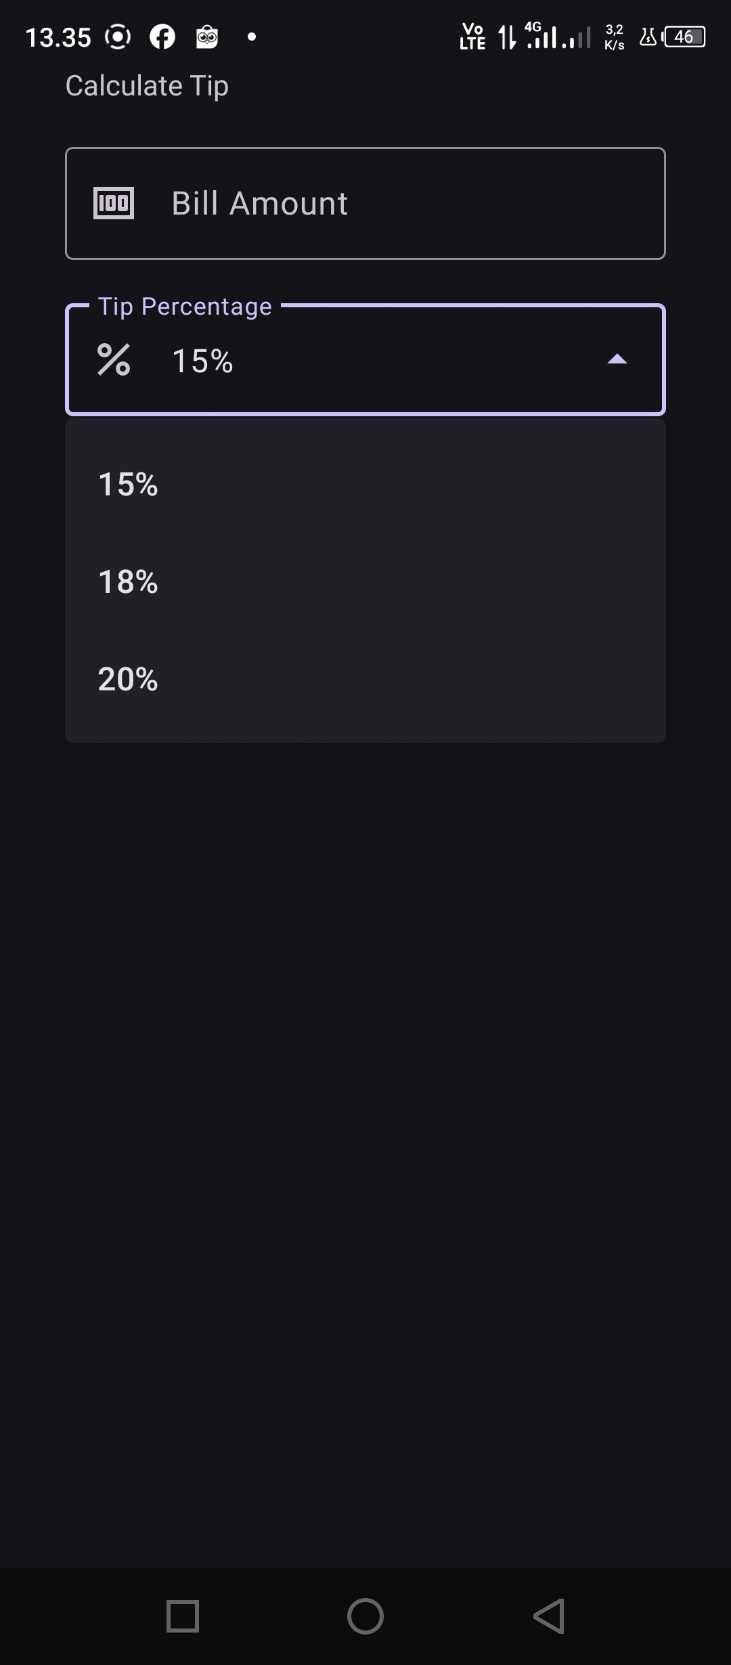 13.35 Vo LTE 4G 3,2 K/s 46
Calculate Tip
100 Bill Amount
Tip Percentage
% 15%
15%
18%
20%